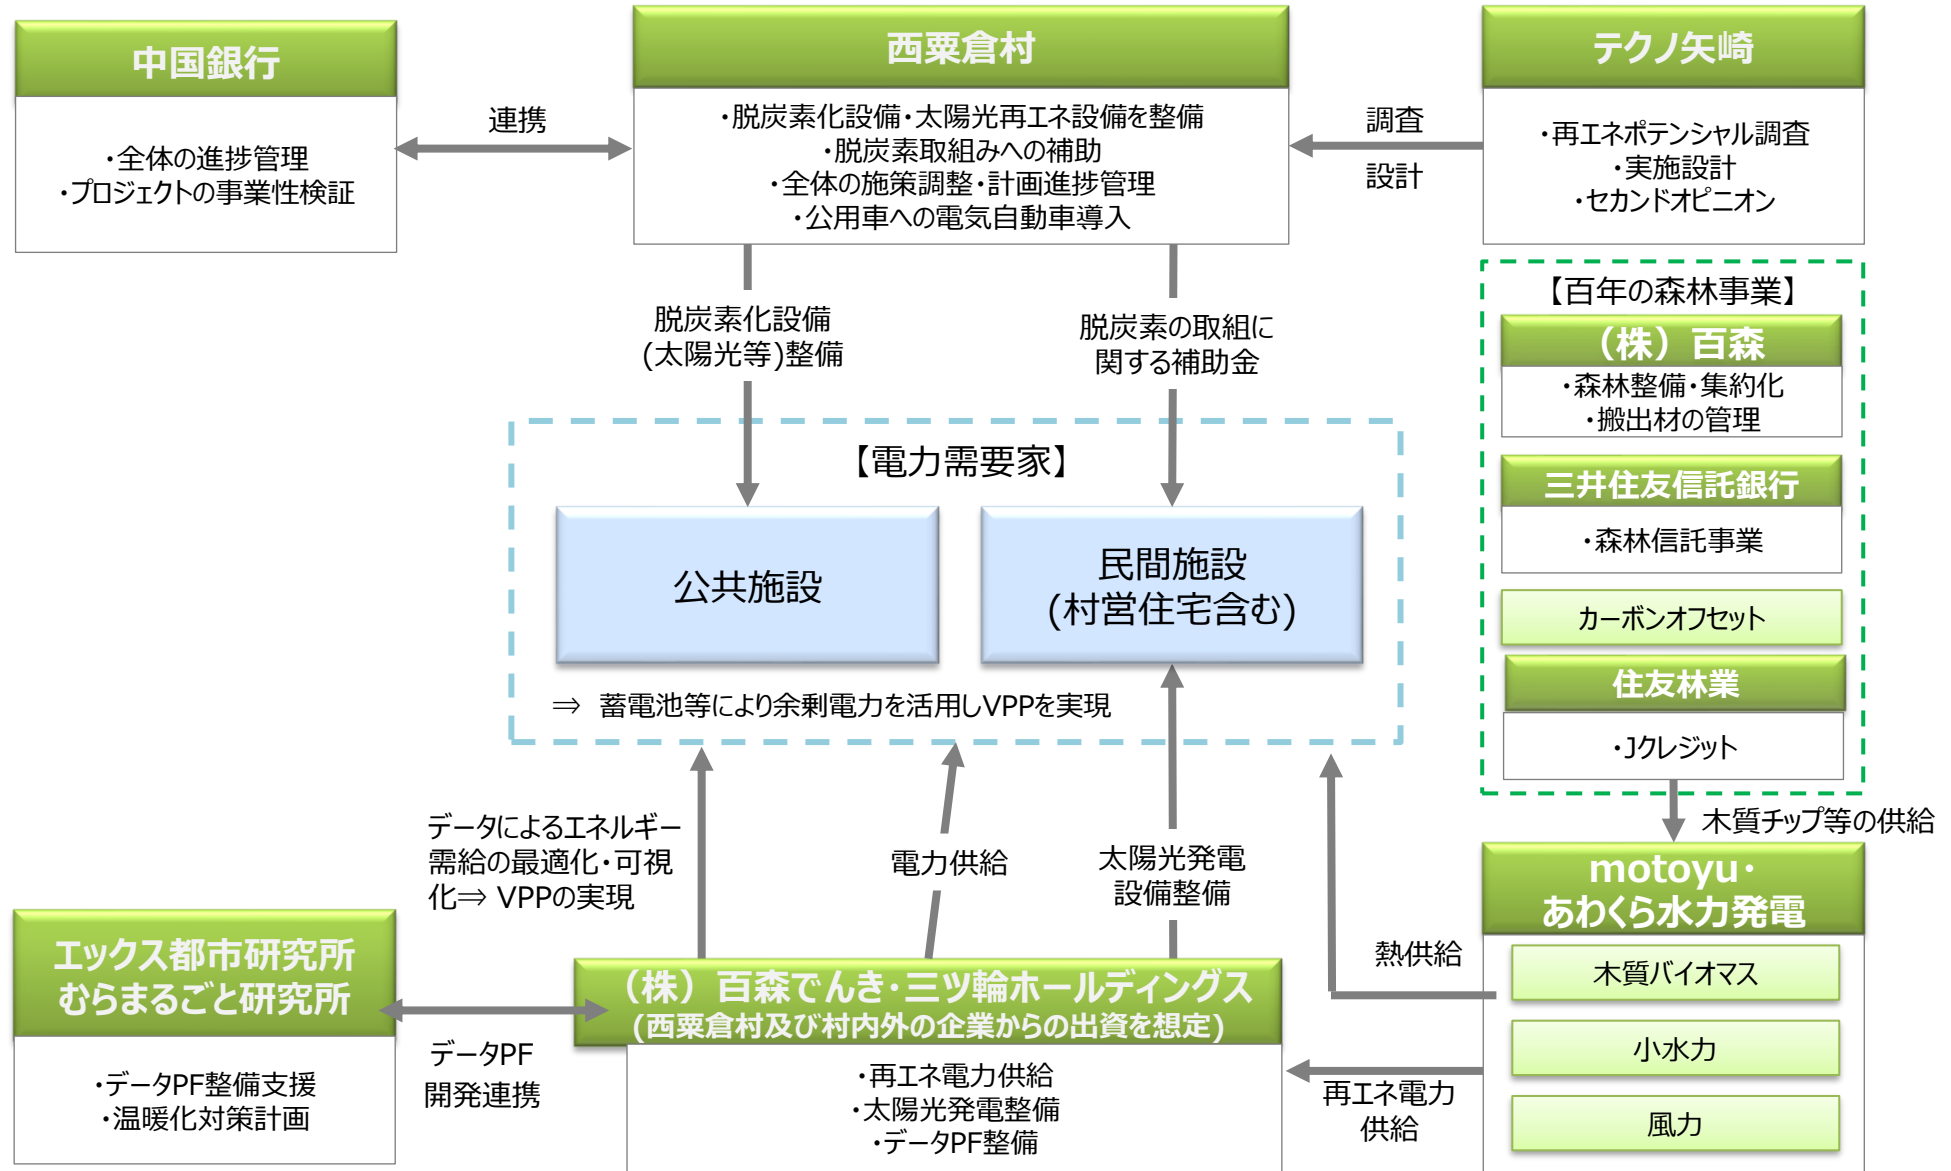 中国銀行
・全体の進捗管理
・プロジェクトの事業性検証
連携
西粟倉村
・脱炭素化設備・太陽光再エネ設備を整備
・脱炭素取組みへの補助
・全体の施策調整・計画進捗管理
・公用車への電気自動車導入
調査
設計
テクノ矢崎
・再エネポテンシャル調査
・実施設計
・セカンドオピニオン
脱炭素化設備
(太陽光等)整備
脱炭素の取組に
関する補助金
【電力需要家】
公共施設
民間施設
(村営住宅含む)
⇒ 蓄電池等により余剰電力を活用しVPPを実現
【百年の森林事業】
（株）百森
・森林整備・集約化
・搬出材の管理
三井住友信託銀行
・森林信託事業
カーボンオフセット
住友林業
・Jクレジット
木質チップ等の供給
データによるエネルギー
需給の最適化・可視
化⇒ VPPの実現
電力供給
太陽光発電
設備整備
熱供給
motoyu・
あわくら水力発電
木質バイオマス
小水力
風力
エックス都市研究所
むらまるごと研究所
・データPF整備支援
・温暖化対策計画
データPF
開発連携
（株）百森でんき・三ツ輪ホールディングス
(西粟倉村及び村内外の企業からの出資を想定)
・再エネ電力供給
・太陽光発電整備
・データPF整備
再エネ電力
供給